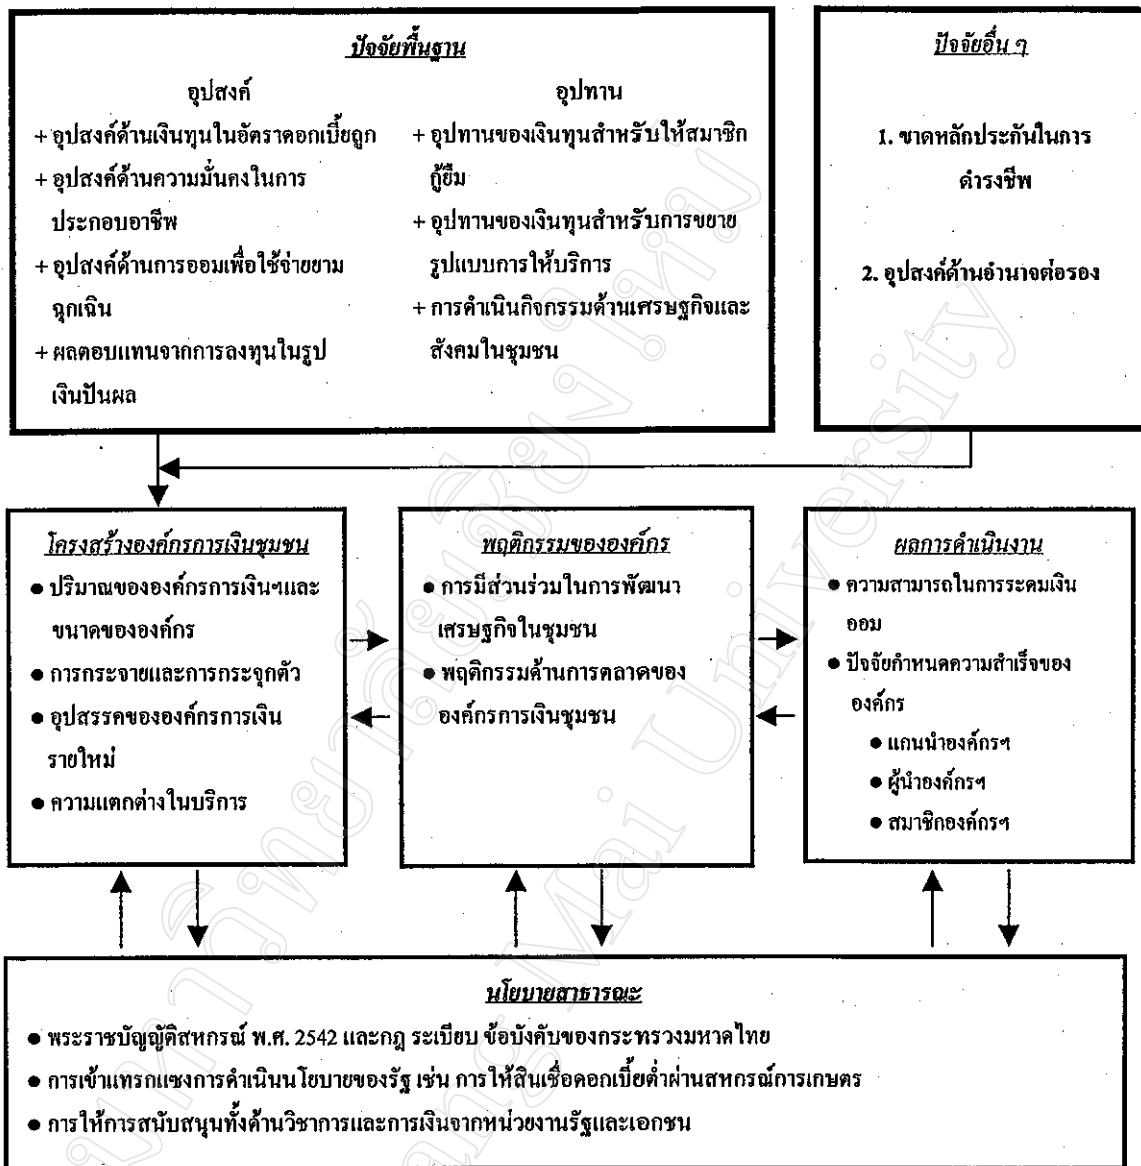 ปัจจัยพื้นฐาน
อุปสงค์
+ อุปสงค์ด้านเงินทุนในอัตราดอกเบี้ยถูก
+ อุปสงค์ด้านความมั่นคงในการ
ประกอบอาชีพ
+ อุปสงค์ด้านการออมเพื่อใช้จ่ายยาม
ฉุกเฉิน
+ ผลตอบแทนจากการลงทุนในรูป
เงินปันผล
อุปทาน
+ อุปทานของเงินทุนสำหรับให้สมาชิก
กู้ยืม
+ อุปทานของเงินทุนสำหรับการขยาย
รูปแบบการให้บริการ
+ การดำเนินกิจกรรมด้านเศรษฐกิจและ
สังคมในชุมชน
ปัจจัยอื่น ๆ
1. ขาดหลักประกันในการ
ดำรงชีพ
2. อุปสงค์ด้านอำนาจต่อรอง
โครงสร้างองค์กรการเงินชุมชน
● ปริมาณขององค์กรการเงินฯและ
ขนาดขององค์กร
● การกระจายและการกระจุกตัว
● อุปสรรคขององค์กรการเงิน
รายใหม่
● ความแตกต่างในบริการ
พฤติกรรมขององค์กร
● การมีส่วนร่วมในการพัฒนา
เศรษฐกิจในชุมชน
● พฤติกรรมด้านการตลาดของ
องค์กรการเงินชุมชน
ผลการดำเนินงาน
● ความสามารถในการระดมเงิน
ออม
● ปัจจัยกำหนดความสำเร็จของ
องค์กร
● แกนนำองค์กรฯ
● ผู้นำองค์กรฯ
● สมาชิกองค์กรฯ
นโยบายสาธารณะ
● พระราชบัญญัติสหกรณ์ พ.ศ. 2542 และกฎ ระเบียบ ข้อบังคับของกระทรวงมหาดไทย
● การเข้าแทรกแซงการดำเนินนโยบายของรัฐ เช่น การให้สินเชื่อดอกเบี้ยต่ำผ่านสหกรณ์การเกษตร
● การให้การสนับสนุนทั้งด้านวิชาการและการเงินจากหน่วยงานรัฐและเอกชน
มหาวิทยาลัยเชียงใหม่
Chiang Mai University